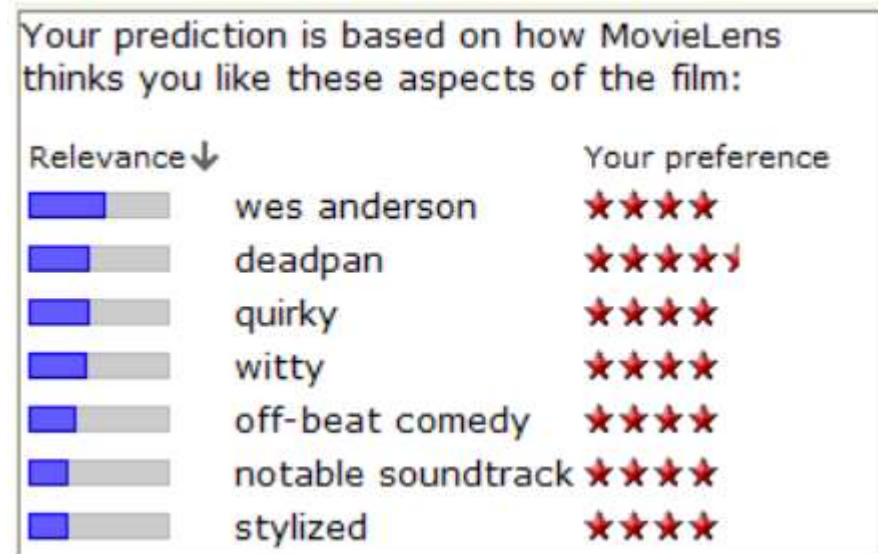 Your prediction is based on how MovieLens
thinks you like these aspects of the film:
Relevance Your preference
wes anderson
deadpan
quirky
witty
off-beat comedy
notable soundtrack
stylized